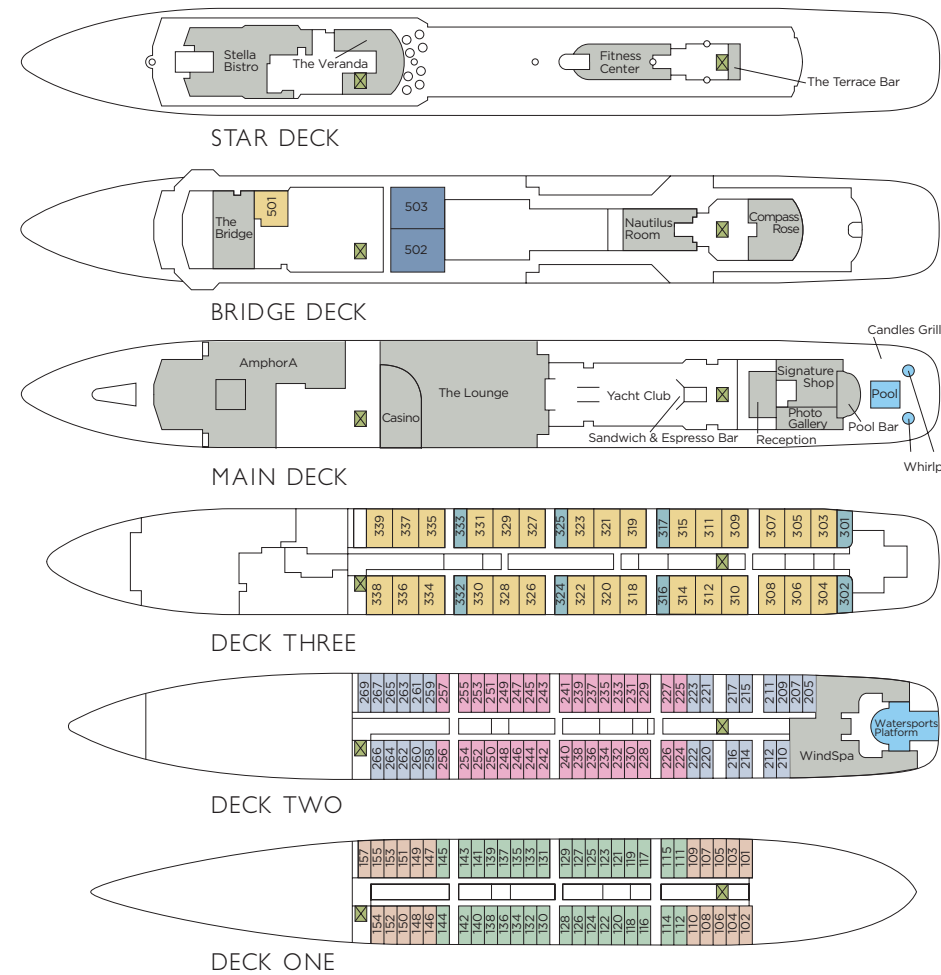 Stella
Bistro
The Veranda
Fitness
Center
The Terrace Bar
STAR DECK
The
Bridge
501
503
502
Nautilus
Room
Compass
Rose
BRIDGE DECK
Candles Grill
AmphorA
Casino
The Lounge
Yacht Club
Sandwich & Espresso Bar
Signature
Shop
Photo
Gallery
Reception
Pool Bar
Pool
Whirlp
MAIN DECK
339 337 335 333 331 329 327 325 323 321 319 317 315 311 309 307 305 303 301
338 336 334 332 330 328 326 324 322 320 318 316 314 312 310 308 306 304 302
DECK THREE
269 267 265 263 261 259 257 255 253 251 249 247 245 243 241 239 237 235 233 231 229 227 225 223 221 217 215 211 209 207 205
266 264 262 260 258 256 254 252 250 248 246 244 242 240 238 236 234 232 230 228 226 224 222 220 216 214 212 210
WindSpa
Watersports
Platform
DECK TWO
157 155 153 151 149 147 145 143 141 139 137 135 133 131 129 127 125 123 121 119 117 115 111 109 107 105 103 101
154 152 150 148 146 144 142 140 138 136 134 132 130 128 126 124 122 120 118 116 114 112 110 108 106 104 102
DECK ONE